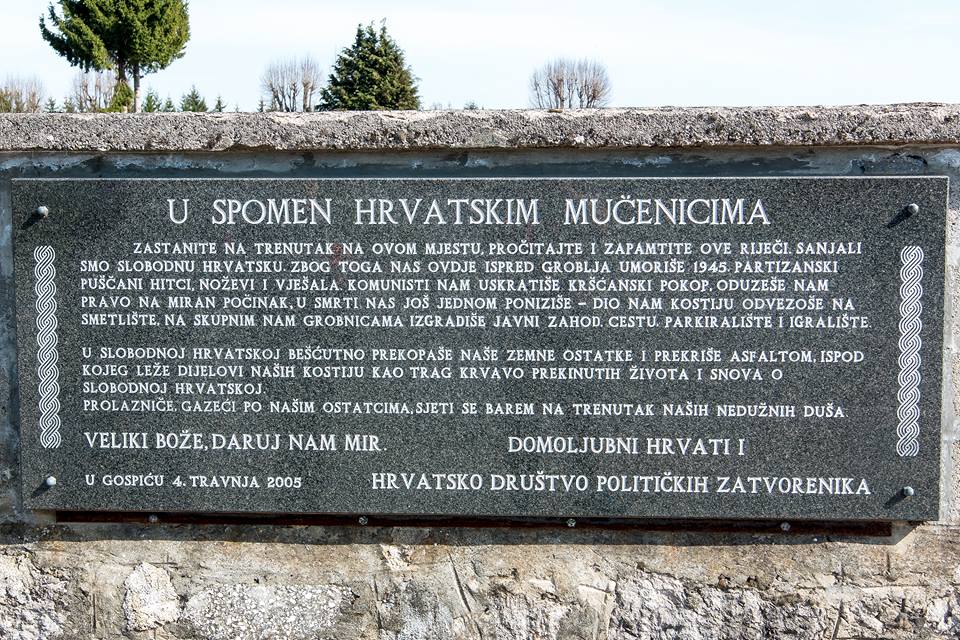 U SPOMEN HRVATSKIM MUČENICIMA
ZASTANITE NA TRENUTAK NA OVOM MJESTU, PROČITAJTE I ZAPAMTITE OVE RIJEČI. SANJALI
SMO SLOBODNU HRVATSKU. ZBOG TOGA NAS OVDJE ISPRED GROBLJA UMORIŠE 1945. PARTIZANSKI
PUŠČANI HITCI, NOŽEVI I VJEŠALA. KOMUNISTI NAM USKRATIŠE. KRŠĆANSKI POKOP, ODUZEŠE NAM
PRAVO NA MIRAN POČINAK, U SMRTI NAS JOŠ JEDNOM PONIZIŠE – DIO NAM KOSTIJU ODVEZOŠE NA
SMETLIŠTE, NA SKUPNIM NAM GROBNICAMA IZGRADIŠE JAVNI ZAHOD, CESTU, PARKIRALIŠTE I IGRALIŠTE.
U SLOBODNOJ HRVATSKOJ BEŠĆUTNO PREKOPAŠE NAŠE ZEMNE OSTATKE I PREKRIŠE ASFALTOM, ISPOD
KOJEG LEŽE DIJELOVI NAŠIH KOSTIJU KAO TRAG KRVAVO PREKINUTIH ŽIVOTA I SNOVA O
SLOBODNOJ HRVATSKOJ.
PROLAZNIČE, GAZEĆI PO NAŠIM OSTATCIMA, SJETI SE BAREM NA TRENUTAK NAŠIH NEDUŽNIH DUŠA.
VELIKI BOŽE, DARUJ NAM MIR. DOMOLJUBNI HRVATI I
U GOSPIĆU 4. TRAVNJA 2005 HRVATSKO DRUŠTVO POLITIČKIH ZATVORENIKA